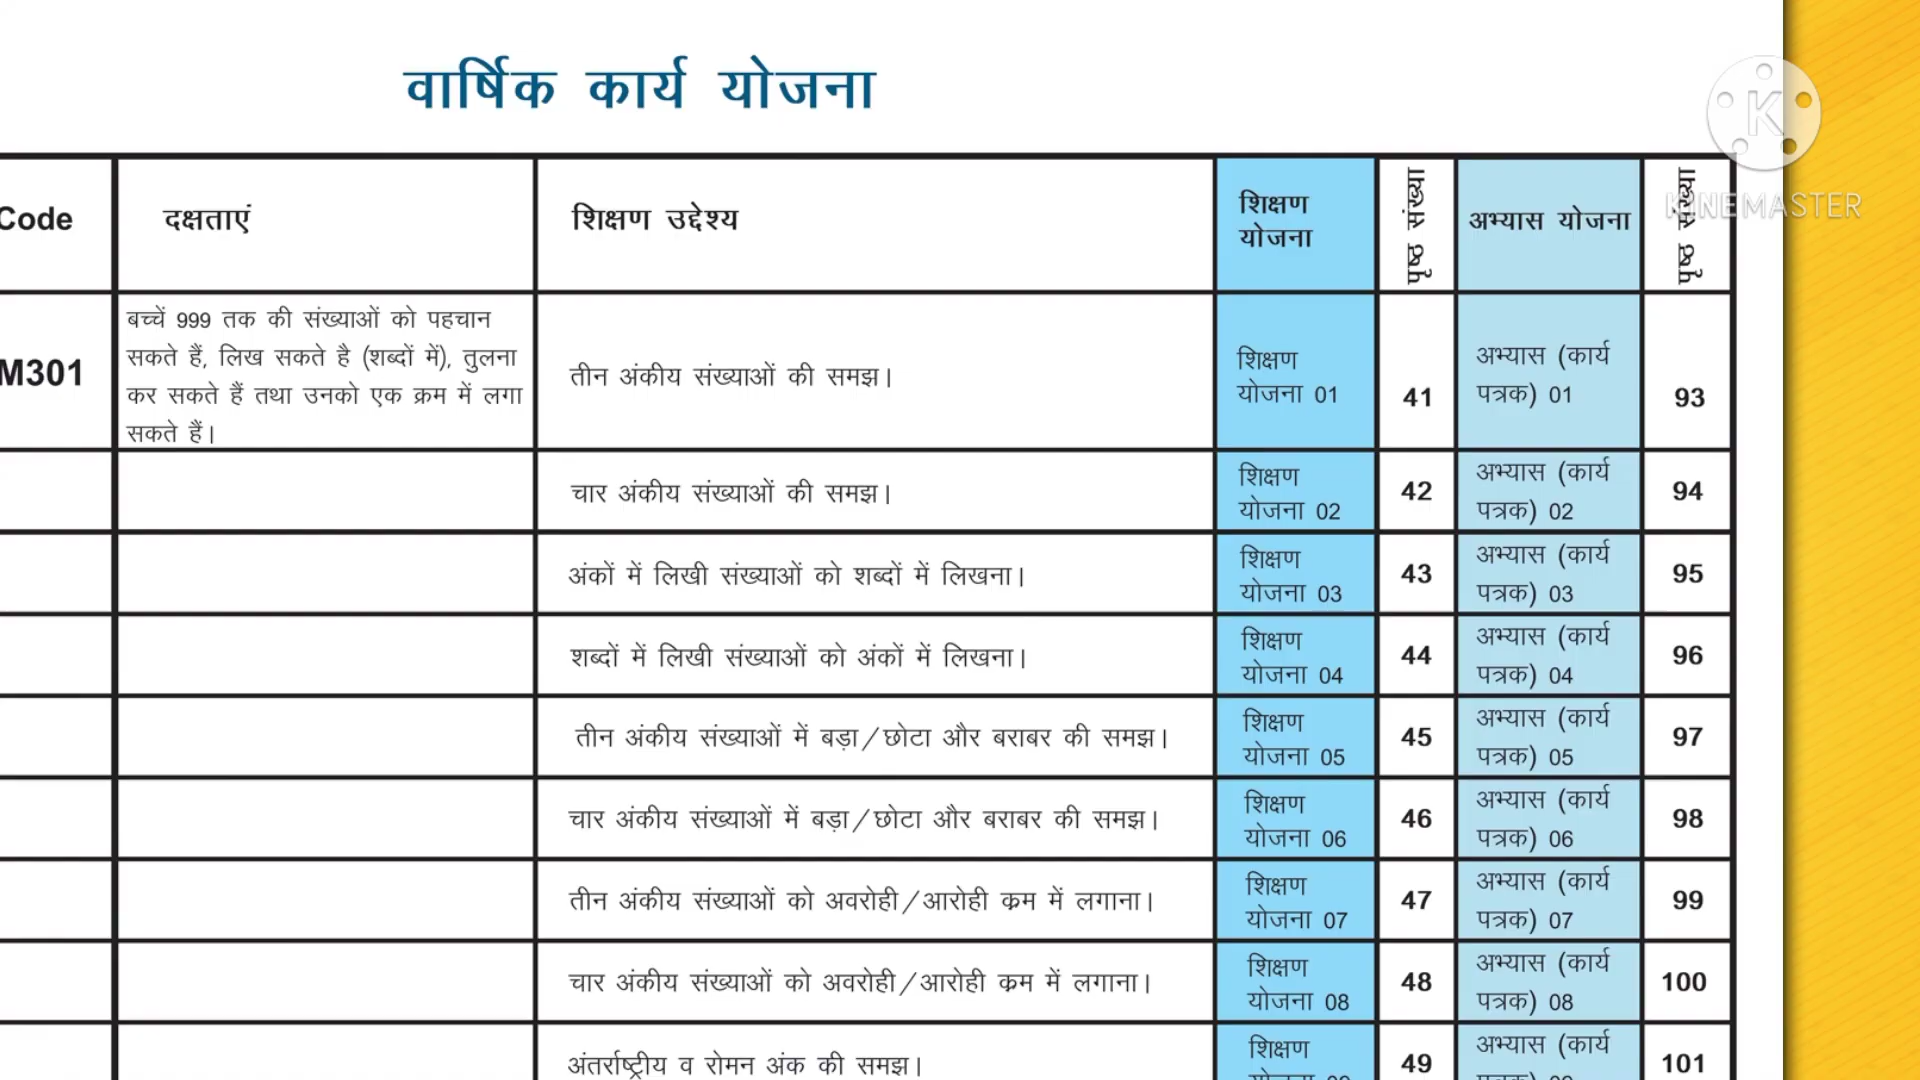 वार्षिक कार्य योजना
K
KINEMASTER
Code दक्षताएं शिक्षण उद्देश्य शिक्षण योजना पृष्ठ संख्या अभ्यास योजना पृष्ठ संख्या
M301 बच्चें 999 तक की संख्याओं को पहचान
सकते हैं, लिख सकते है (शब्दों में), तुलना
कर सकते हैं तथा उनको एक क्रम में लगा
सकते हैं।
तीन अंकीय संख्याओं की समझ।
शिक्षण
योजना 01
41
अभ्यास (कार्य
पत्रक) 01
93
चार अंकीय संख्याओं की समझ।
शिक्षण
योजना 02
42
अभ्यास (कार्य
पत्रक) 02
94
अंकों में लिखी संख्याओं को शब्दों में लिखना।
शिक्षण
योजना 03
43
अभ्यास (कार्य
पत्रक) 03
95
शब्दों में लिखी संख्याओं को अंकों में लिखना।
शिक्षण
योजना 04
44
अभ्यास (कार्य
पत्रक) 04
96
तीन अंकीय संख्याओं में बड़ा/छोटा और बराबर की समझ।
शिक्षण
योजना 05
45
अभ्यास (कार्य
पत्रक) 05
97
चार अंकीय संख्याओं में बड़ा/छोटा और बराबर की समझ।
शिक्षण
योजना 06
46
अभ्यास (कार्य
पत्रक) 06
98
तीन अंकीय संख्याओं को अवरोही/आरोही क्रम में लगाना।
शिक्षण
योजना 07
47
अभ्यास (कार्य
पत्रक) 07
99
चार अंकीय संख्याओं को अवरोही/आरोही क्रम में लगाना।
शिक्षण
योजना 08
48
अभ्यास (कार्य
पत्रक) 08
100
अंतर्राष्ट्रीय व रोमन अंक की समझ।
शिक्षण
49
अभ्यास (कार्य
101